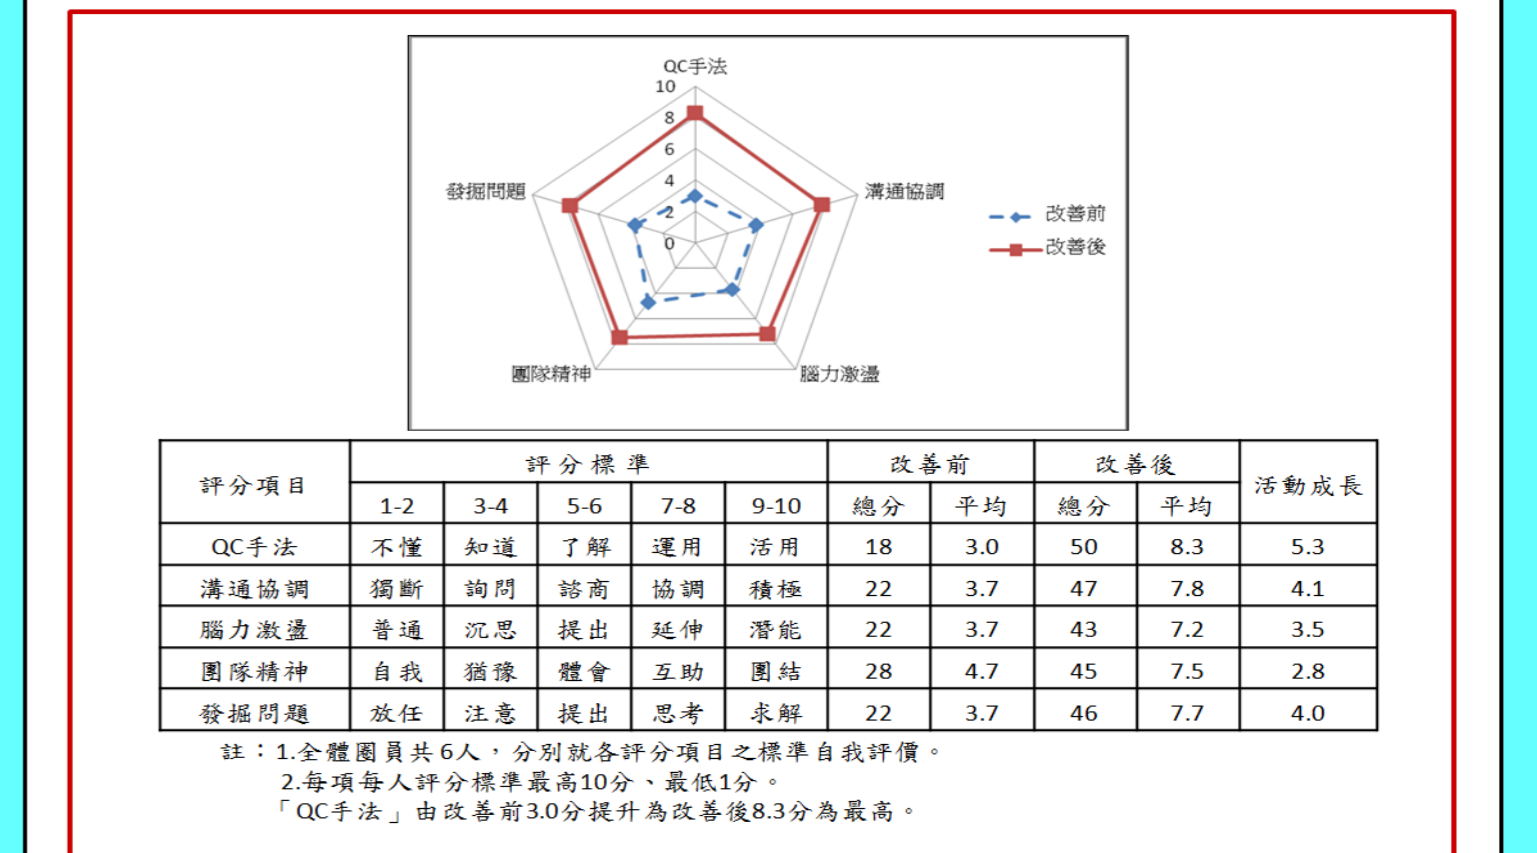 QC手法
10
8
6
4
2
0
發掘問題
溝通協調
團隊精神
腦力激盪
改善前
改善後
評分項目 評分標準 改善前 改善後 活動成長
1-2 3-4 5-6 7-8 9-10 總分 平均 總分 平均
QC手法 不懂 知道 了解 運用 活用 18 3.0 50 8.3 5.3
溝通協調 獨斷 詢問 諮商 協調 積極 22 3.7 47 7.8 4.1
腦力激盪 普通 沉思 提出 延伸 潛能 22 3.7 43 7.2 3.5
團隊精神 自我 猶豫 體會 互助 團結 28 4.7 45 7.5 2.8
發掘問題 放任 注意 提出 思考 求解 22 3.7 46 7.7 4.0
註：1.全體圈員共6人，分別就各評分項目之標準自我評價。
2.每項每人評分標準最高10分、最低1分。
「QC手法」由改善前3.0分提升為改善後8.3分為最高。